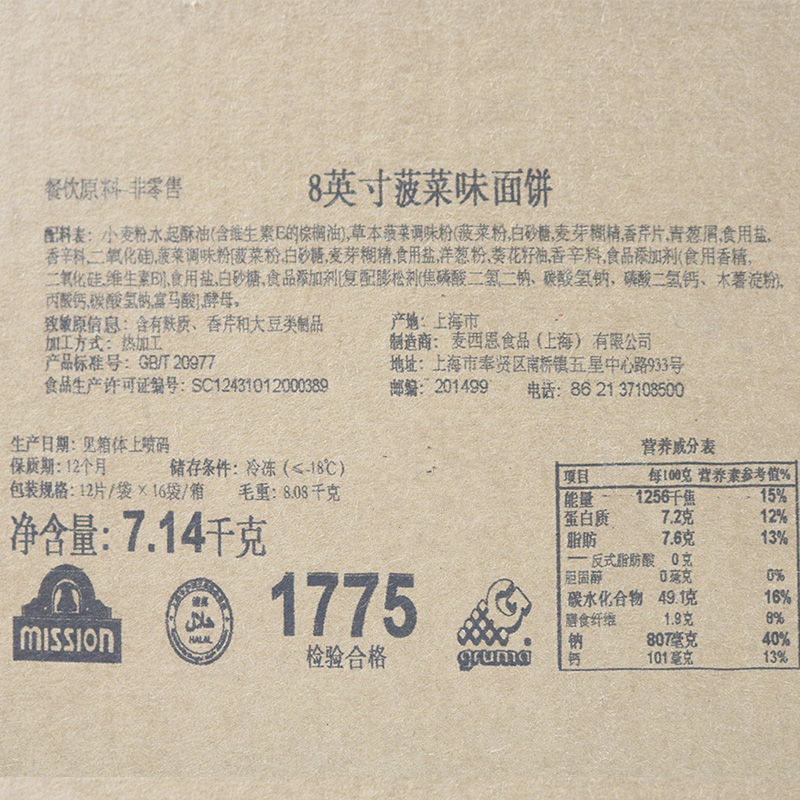 餐饮原料-非零售
8英寸菠菜味面饼
配料表: 小麦粉,水,起酥油(含维生素E的棕榈油),草本菠菜调味粉(菠菜粉,白砂糖,麦芽糊精,香芹片,青葱屑,食用盐,
香辛料,二氧化硅),菠菜调味粉[菠菜粉,白砂糖,麦芽糊精,食用盐,洋葱粉,葵花籽油,香辛料,食品添加剂(食用香精,
二氧化硅,维生素E)],食用盐,白砂糖,食品添加剂[复配膨松剂(焦磷酸二氢二钠、碳酸氢钠、磷酸二氢钙、木薯淀粉),
丙酸钙,碳酸氢钠,富马酸],酵母。
致敏原信息: 含有麸质、香芹和大豆类制品
加工方式: 热加工
产品标准号: GB/T 20977
食品生产许可证编号: SC12431012000389
产地: 上海市
制造商: 麦西恩食品(上海)有限公司
地址: 上海市奉贤区南桥镇五星中心路933号
邮编: 201499 电话: 86 21 37108500
生产日期: 见箱体上喷码
保质期: 12个月 储存条件: 冷冻(≤-18℃)
包装规格: 12片/袋×16袋/箱 毛重: 8.08千克
净含量: 7.14千克
mission
清真
HALAL
1775
检验合格
gruma
营养成分表
项目 每100克 营养素参考值%
能量 1256千焦 15%
蛋白质 7.2克 12%
脂肪 7.6克 13%
——反式脂肪酸 0克
胆固醇 0毫克 0%
碳水化合物 49.1克 16%
膳食纤维 1.9克 8%
钠 807毫克 40%
钙 101毫克 13%